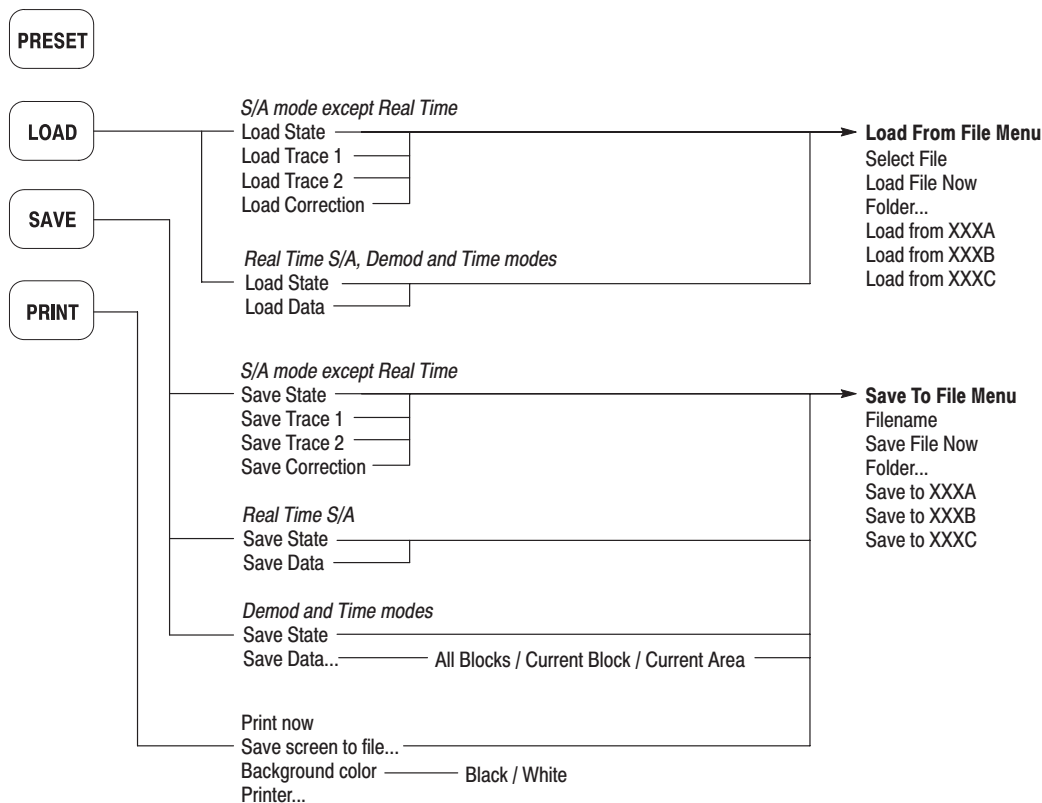 PRESET
LOAD
SAVE
PRINT
S/A mode except Real Time
Load State
Load Trace 1
Load Trace 2
Load Correction
Real Time S/A, Demod and Time modes
Load State
Load Data
Load From File Menu
Select File
Load File Now
Folder...
Load from XXXA
Load from XXXB
Load from XXXC
S/A mode except Real Time
Save State
Save Trace 1
Save Trace 2
Save Correction
Real Time S/A
Save State
Save Data
Demod and Time modes
Save State
Save Data... All Blocks / Current Block / Current Area
Save To File Menu
Filename
Save File Now
Folder...
Save to XXXA
Save to XXXB
Save to XXXC
Print now
Save screen to file...
Background color Black / White
Printer...